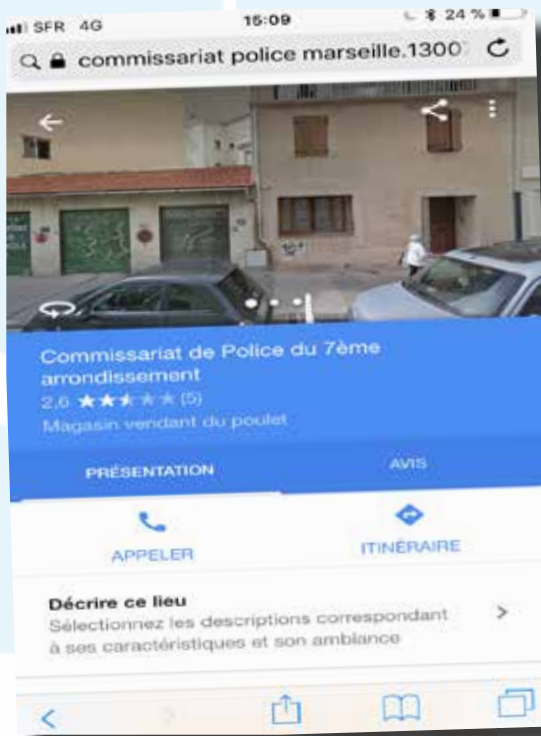 SFR 4G 15:09 24 %
commissariat police marseille.1300
Commissariat de Police du 7ème
arrondissement
2,6 (5)
Magasin vendant du poulet
PRÉSENTATION AVIS
APPELER ITINÉRAIRE
Décrire ce lieu
Sélectionnez les descriptions correspondant
à ses caractéristiques et son ambiance